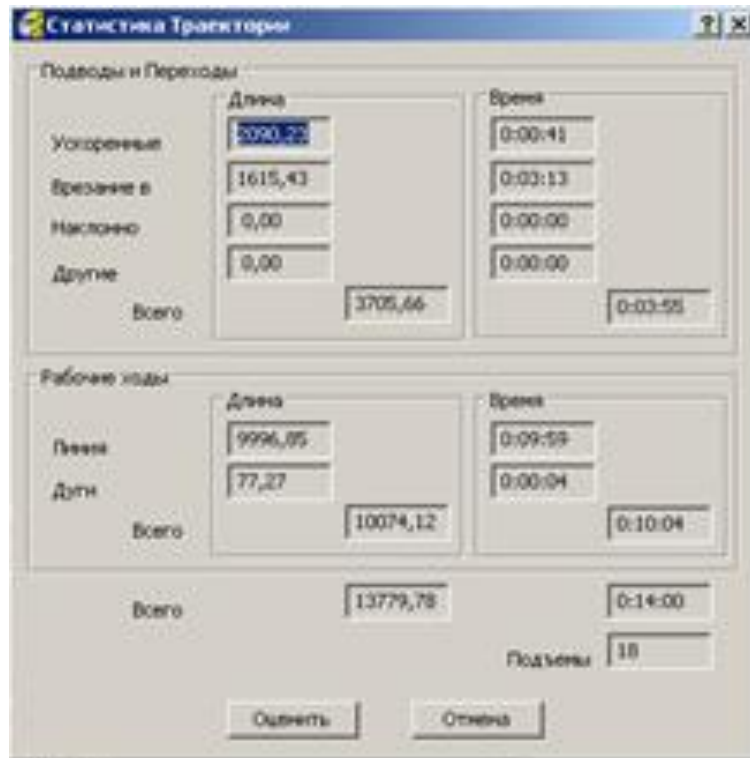 Статистика Траектории
Подводы и Переходы
Длина Время
Ускоренные 2090,23 0:00:41
Врезание в 1615,43 0:03:13
Наклонно 0,00 0:00:00
Другие 0,00 0:00:00
Всего 3705,66 0:03:55
Рабочие ходы
Длина Время
Линия 9996,85 0:09:59
Дуги 77,27 0:00:04
Всего 10074,12 0:10:04
Всего 13779,78 0:14:00
Подъемы 18
Оценить Отмена